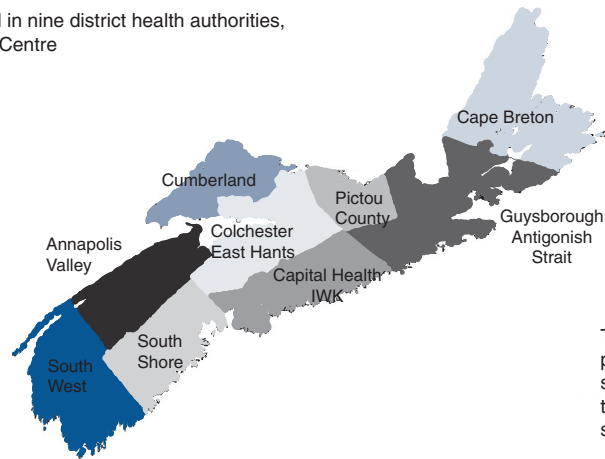 in nine district health authorities,
Centre
Cape Breton
Cumberland
Pictou
County
Guysborough
Antigonish
Strait
Colchester
East Hants
Annapolis
Valley
Capital Health
IWK
South
Shore
South
West